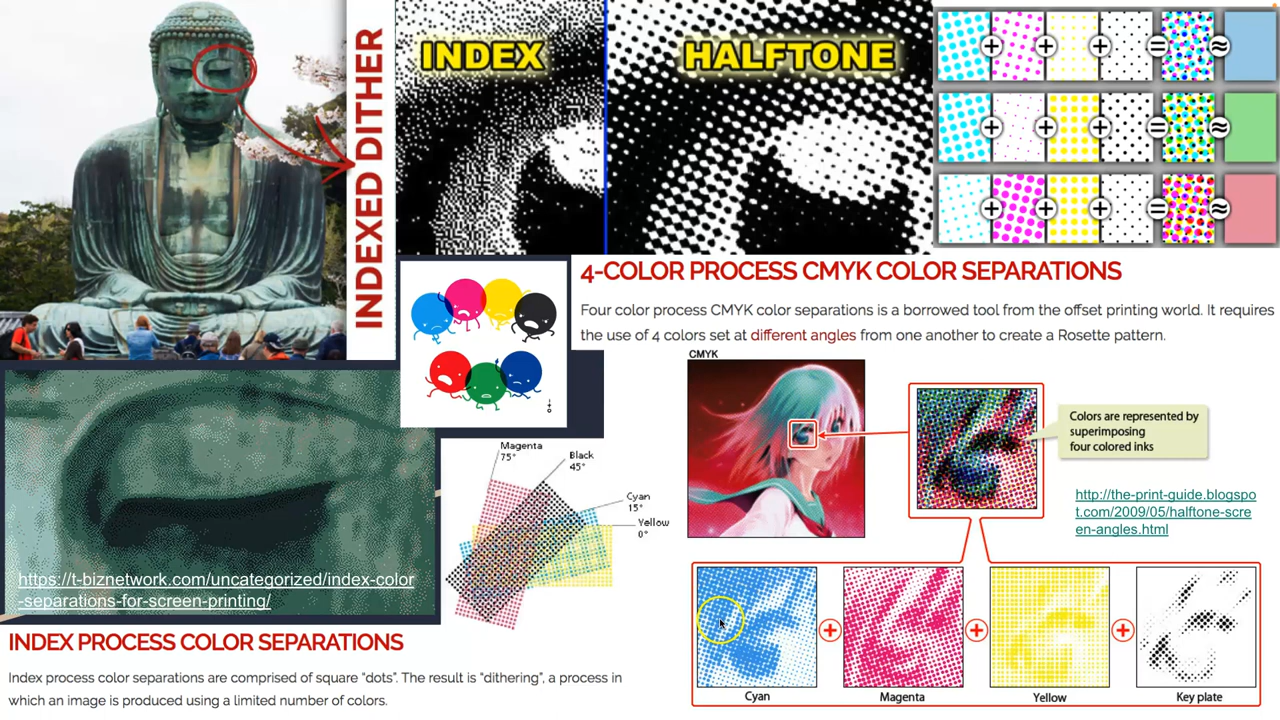 INDEXED DITHER
INDEX
HALFTONE
4-COLOR PROCESS CMYK COLOR SEPARATIONS
Four color process CMYK color separations is a borrowed tool from the offset printing world. It requires
the use of 4 colors set at different angles from one another to create a Rosette pattern.
CMYK
Colors are represented by
superimposing
four colored inks
http://the-print-guide.blogspo
t.com/2009/05/halftone-scre
en-angles.html
Magenta
75°
Black
45°
Cyan
15°
Yellow
0°
https://t-biznetwork.com/uncategorized/index-color
-separations-for-screen-printing/
INDEX PROCESS COLOR SEPARATIONS
Index process color separations are comprised of square “dots”. The result is “dithering”, a process in
which an image is produced using a limited number of colors.
Cyan
Magenta
Yellow
Key plate